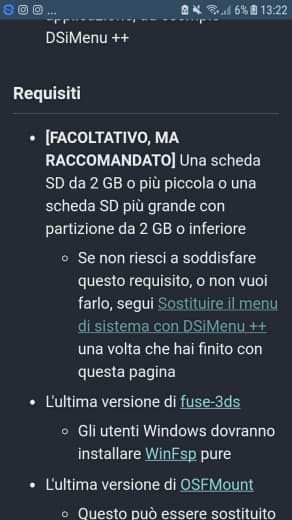 6% 13:22
DSiMenu ++
Requisiti
• [FACOLTATIVO, MA
RACCOMANDATO] Una scheda
SD da 2 GB o più piccola o una
scheda SD più grande con
partizione da 2 GB o inferiore
◦ Se non riesci a soddisfare
questo requisito, o non vuoi
farlo, segui Sostituire il menu
di sistema con DSiMenu ++
una volta che hai finito con
questa pagina
• L'ultima versione di fuse-3ds
◦ Gli utenti Windows dovranno
installare WinFsp pure
• L'ultima versione di OSFMount
◦ Questo può essere sostituito